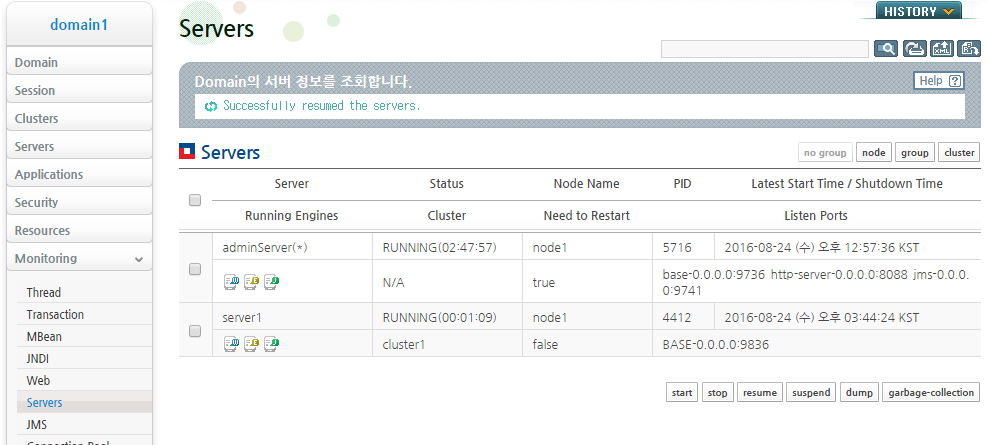 domain1
Domain
Session
Clusters
Servers
Applications
Security
Resources
Monitoring
Thread
Transaction
MBean
JNDI
Web
Servers
JMS
Connection Pool
Servers
HISTORY
XML
Domain의 서버 정보를 조회합니다.
Help ?
Successfully resumed the servers.
Servers
no group node group cluster
Server Status Node Name PID Latest Start Time / Shutdown Time
Running Engines Cluster Need to Restart Listen Ports
adminServer(*) RUNNING(02:47:57) node1 5716 2016-08-24 (수) 오후 12:57:36 KST
N/A true base-0.0.0.0:9736 http-server-0.0.0.0:8088 jms-0.0.0.
0:9741
server1 RUNNING(00:01:09) node1 4412 2016-08-24 (수) 오후 03:44:24 KST
cluster1 false BASE-0.0.0.0:9836
start stop resume suspend dump garbage-collection